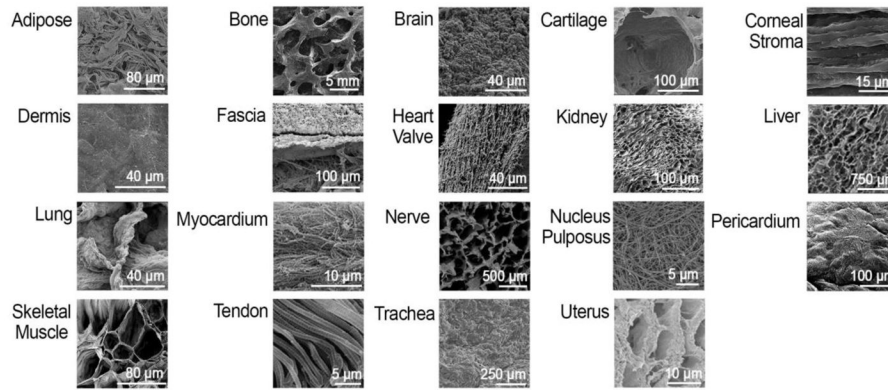 Adipose
80 µm
Bone
5 mm
Brain
40 µm
Cartilage
100 µm
Corneal
Stroma
15 µm
Dermis
40 µm
Fascia
100 µm
Heart
Valve
40 µm
Kidney
100 µm
Liver
750 µm
Lung
40 µm
Myocardium
10 µm
Nerve
500 µm
Nucleus
Pulposus
5 µm
Pericardium
100 µm
Skeletal
Muscle
80 µm
Tendon
5 µm
Trachea
250 µm
Uterus
10 µm